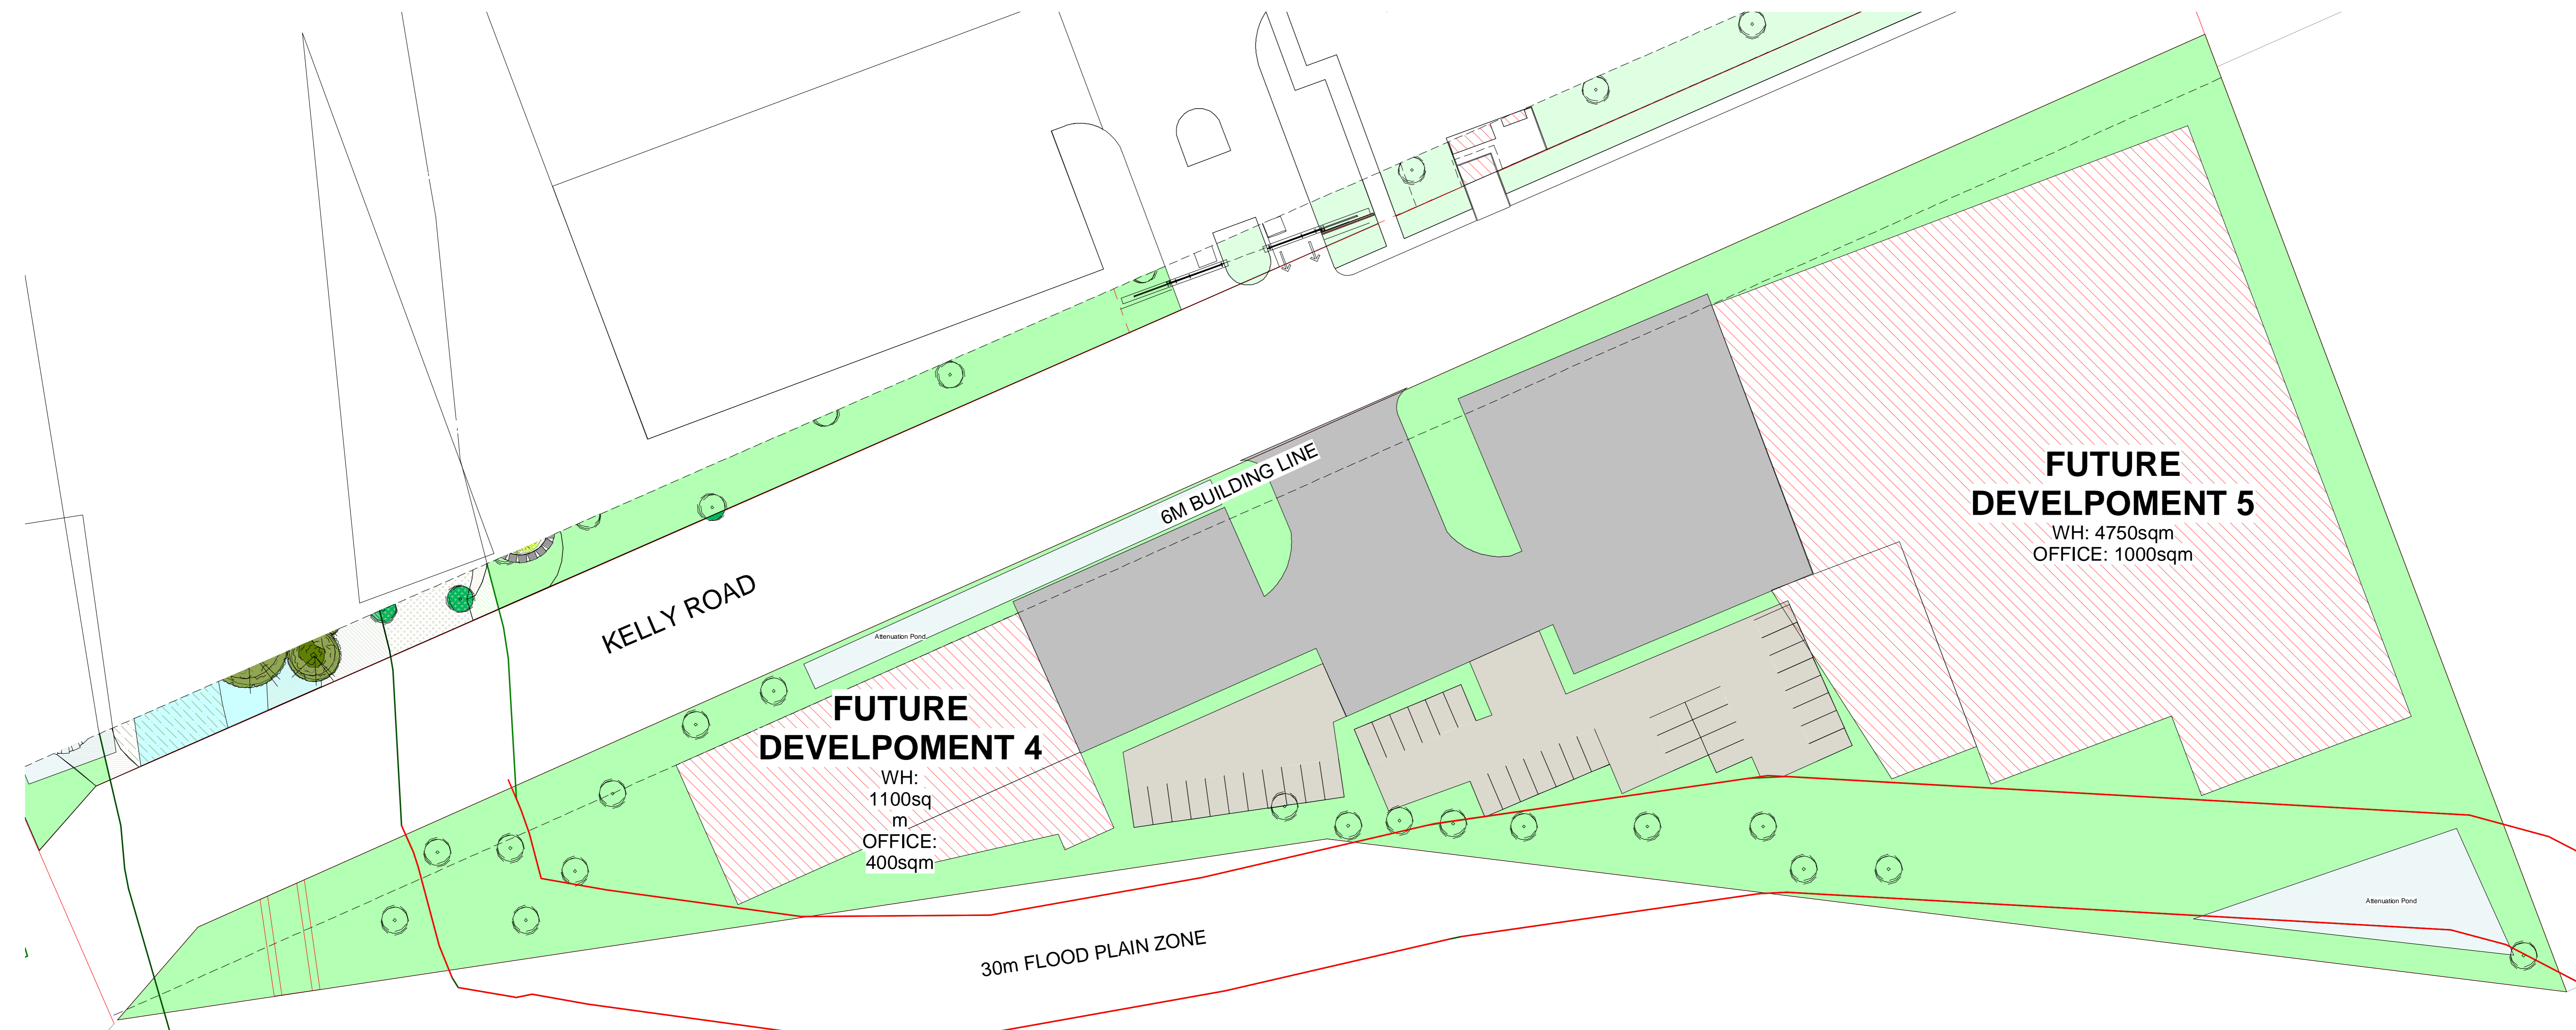 6M BUILDING LINE
FUTURE
DEVELPOMENT 5
WH: 4750sqm
OFFICE: 1000sqm
KELLY ROAD
Attenuation Pond
FUTURE
DEVELPOMENT 4
WH:
1100sq
m
OFFICE:
400sqm
Attenuation Pond
30m FLOOD PLAIN ZONE